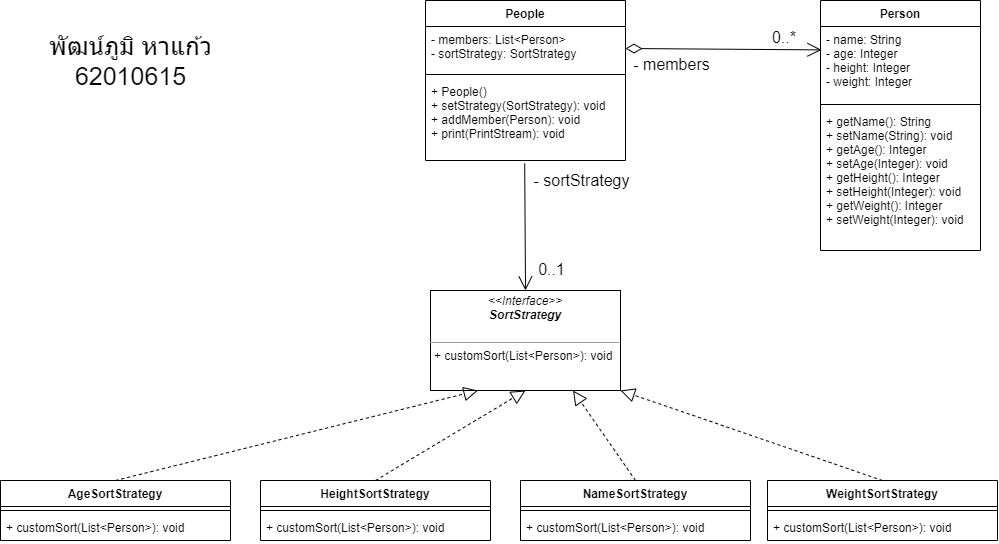 พัฒน์ภูมิ หาแก้ว
62010615
People
- members: List<Person>
- sortStrategy: SortStrategy
+ People()
+ setStrategy(SortStrategy): void
+ addMember(Person): void
+ print(PrintStream): void
0..*
- members
Person
- name: String
- age: Integer
- height: Integer
- weight: Integer
+ getName(): String
+ setName(String): void
+ getAge(): Integer
+ setAge(Integer): void
+ getHeight(): Integer
+ setHeight(Integer): void
+ getWeight(): Integer
+ setWeight(Integer): void
- sortStrategy
0..1
<<Interface>>
SortStrategy
+ customSort(List<Person>): void
AgeSortStrategy
+ customSort(List<Person>): void
HeightSortStrategy
+ customSort(List<Person>): void
NameSortStrategy
+ customSort(List<Person>): void
WeightSortStrategy
+ customSort(List<Person>): void